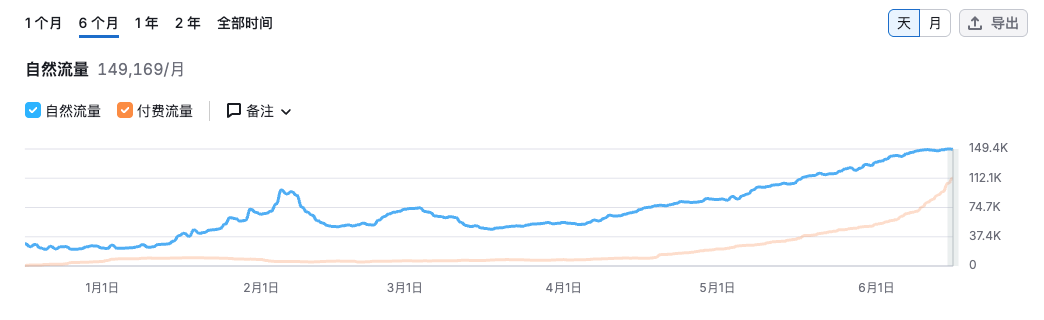 1 个月 6 个月 1 年 2 年 全部时间 天 月 导出
自然流量 149,169/月
自然流量 付费流量 备注
149.4K
112.1K
74.7K
37.4K
0
1月1日 2月1日 3月1日 4月1日 5月1日 6月1日